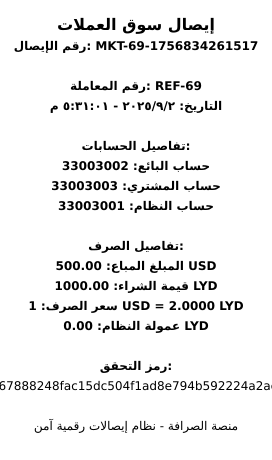 إيصال سوق العملات
رقم الإيصال: MKT-69-1756834261517
رقم المعاملة: REF-69
التاريخ: ٢٠٢٥/٩/٢ - ٥:٣١:٠١ م
تفاصيل الحسابات:
حساب البائع: 33003002
حساب المشتري: 33003003
حساب النظام: 33003001
تفاصيل الصرف:
المبلغ المباع: 500.00 USD
قيمة الشراء: 1000.00 LYD
سعر الصرف: 1 USD = 2.0000 LYD
عمولة النظام: 0.00 LYD
رمز التحقق:
67888248fac15dc504f1ad8e794b592224a2a
منصة الصرافة - نظام إيصالات رقمية آمن